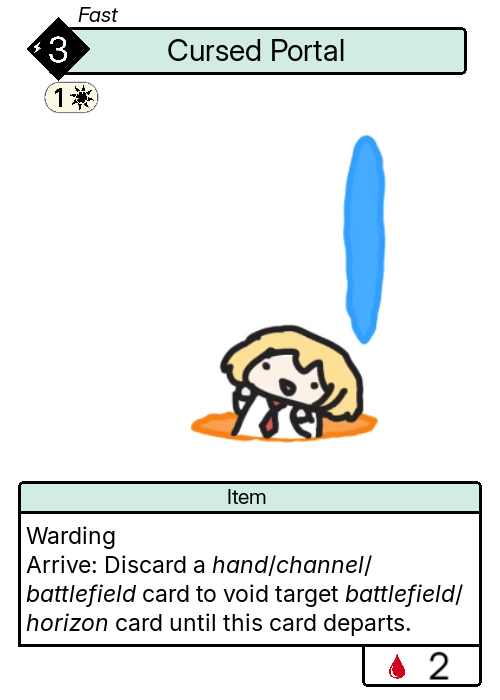 Fast
3
Cursed Portal
1
Item
Warding
Arrive: Discard a hand/channel/
battlefield card to void target battlefield/
horizon card until this card departs.
2